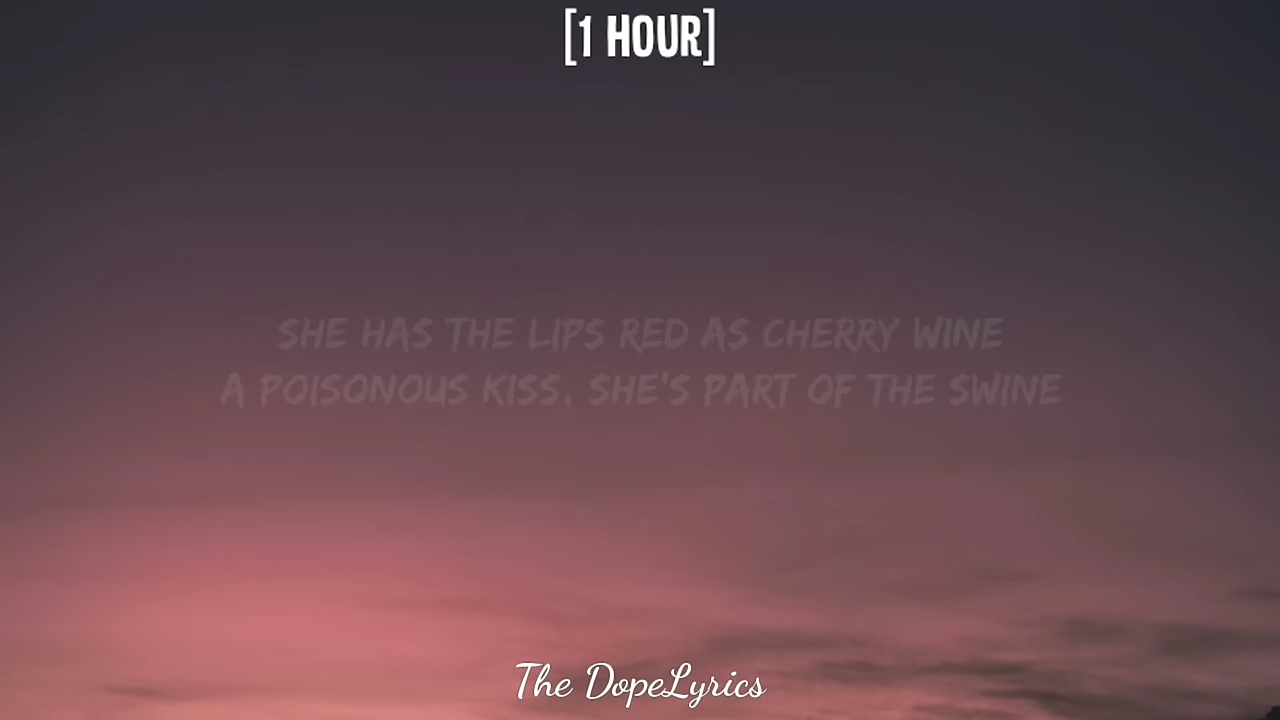 [1 HOUR]
SHE HAS THE LIPS RED AS CHERRY WINE
A POISONOUS KISS, SHE'S PART OF THE SWINE
The DopeLyrics